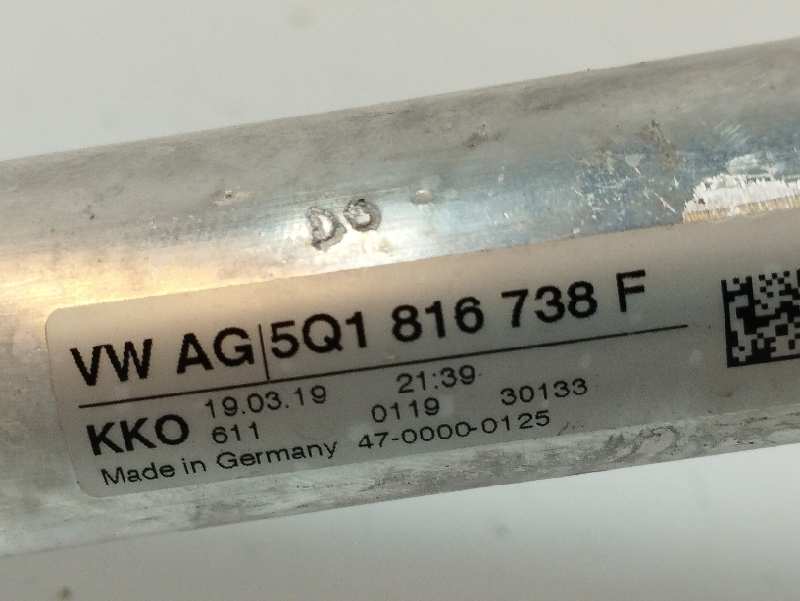 DO
VW AG 5Q1 816 738 F
KKO 19.03.19 21:39
611 0119 30133
Made in Germany 47-0000-0125